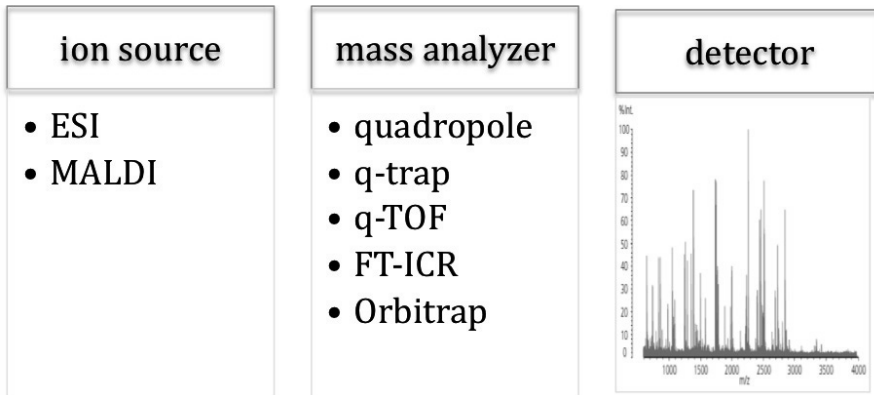 ion source
• ESI
• MALDI
mass analyzer
• quadropole
• q-trap
• q-TOF
• FT-ICR
• Orbitrap
detector
%Int.
100
90
80
70
60
50
40
30
20
10
0
1000 1500 2000 2500 3000 3500 4000
m/z